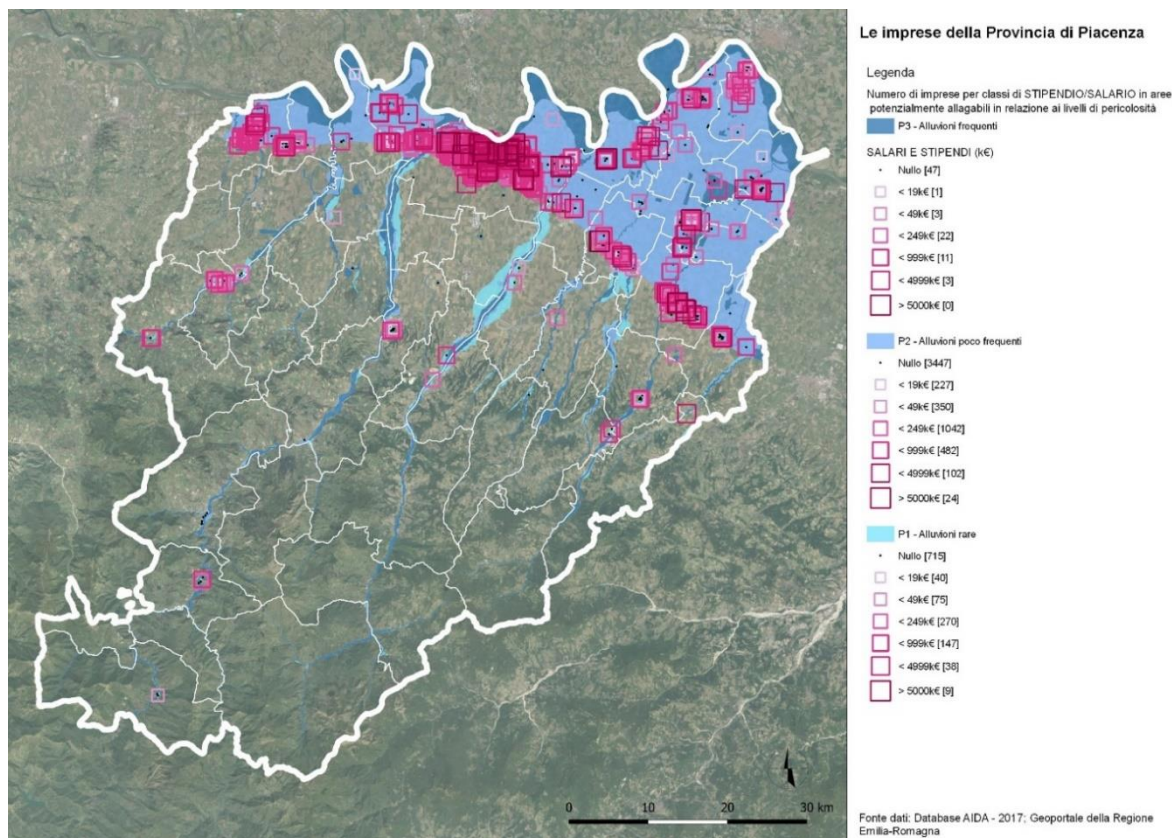 Le imprese della Provincia di Piacenza
Legenda
Numero di imprese per classi di STIPENDIO/SALARIO in aree
potenzialmente allagabili in relazione ai livelli di pericolosità
P3 - Alluvioni frequenti
SALARI E STIPENDI (k€)
Nullo [47]
< 19k€ [1]
< 49k€ [3]
< 249k€ [22]
< 999k€ [11]
< 4999k€ [3]
> 5000k€ [0]
P2 - Alluvioni poco frequenti
Nullo [3447]
< 19k€ [227]
< 49k€ [350]
< 249k€ [1042]
< 999k€ [482]
< 4999k€ [102]
> 5000k€ [24]
P1 - Alluvioni rare
Nullo [715]
< 19k€ [40]
< 49k€ [75]
< 249k€ [270]
< 999k€ [147]
< 4999k€ [38]
> 5000k€ [9]
0 10 20 30 km
Fonte dati: Database AIDA - 2017; Geoportale della Regione
Emilia-Romagna